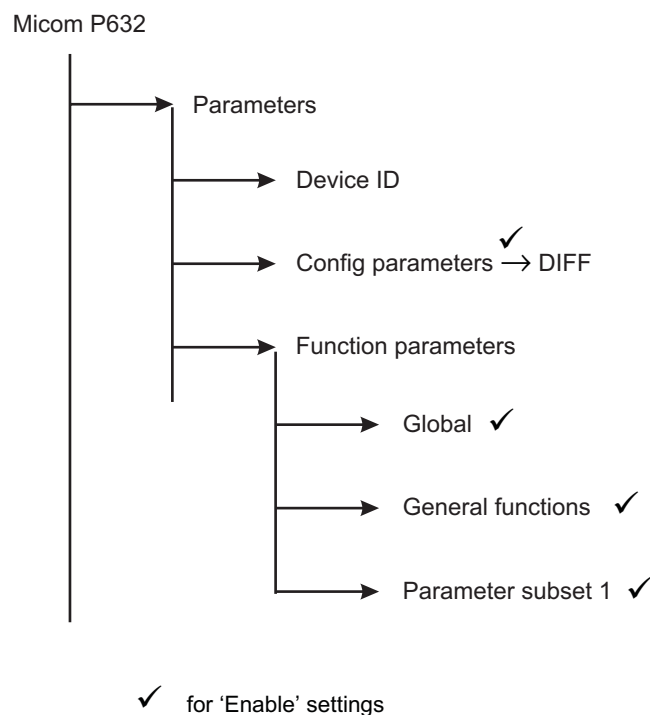 Micom P632
Parameters
Device ID
✓
Config parameters → DIFF
Function parameters
Global ✓
General functions ✓
Parameter subset 1 ✓
✓ for ‘Enable’ settings